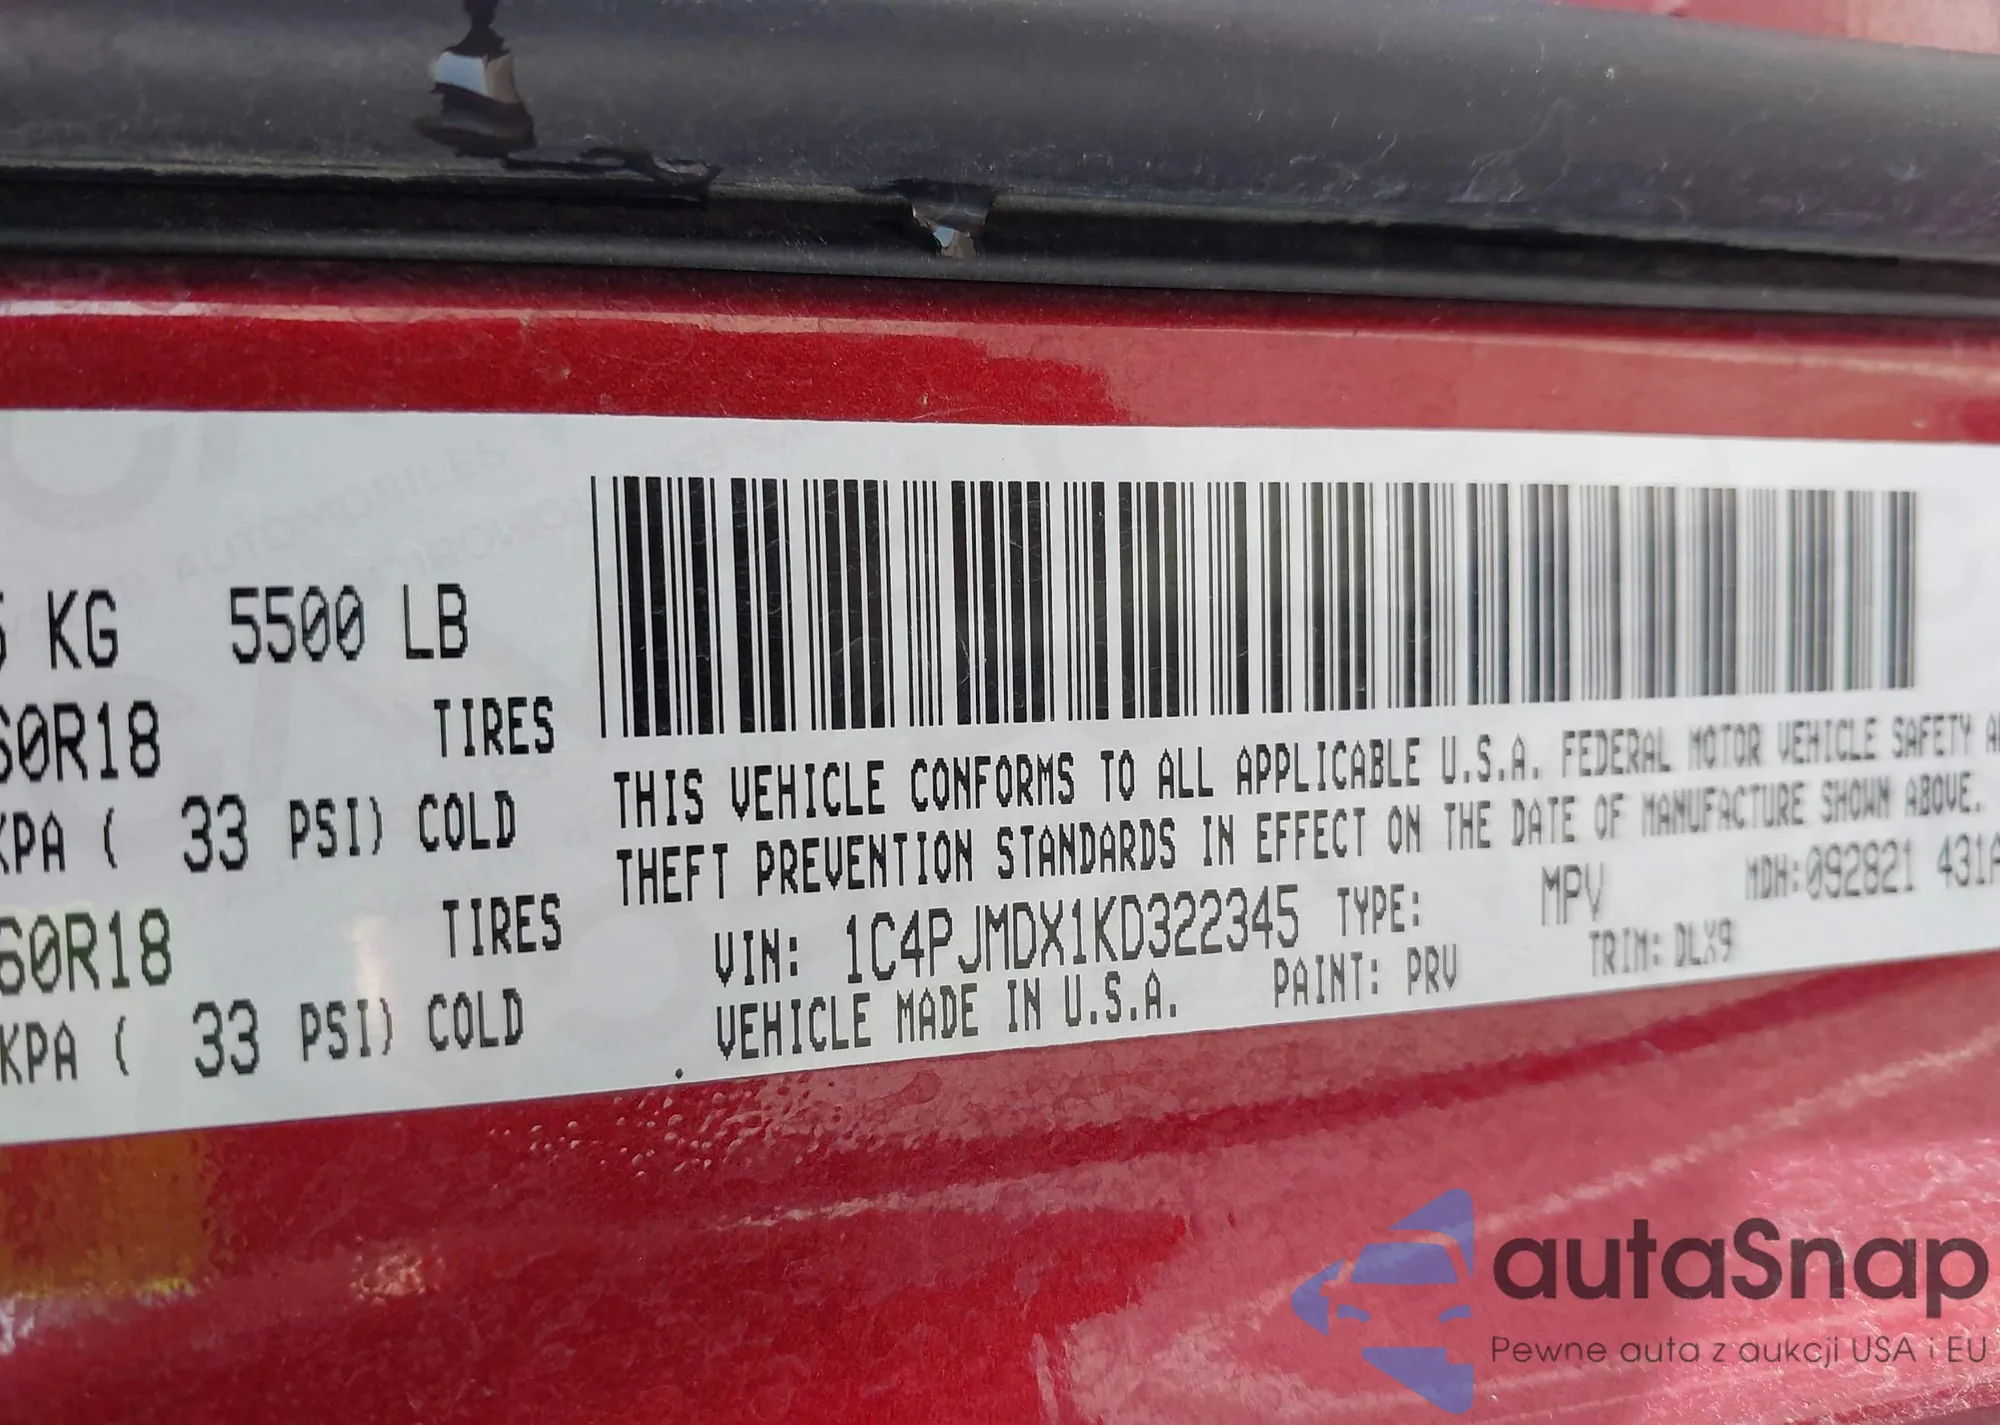 KG 5500 LB
60R18 TIRES
KPA ( 33 PSI) COLD
60R18 TIRES
KPA ( 33 PSI) COLD
THIS VEHICLE CONFORMS TO ALL APPLICABLE U.S.A. FEDERAL MOTOR VEHICLE SAFETY
THEFT PREVENTION STANDARDS IN EFFECT ON THE DATE OF MANUFACTURE SHOWN ABOVE.
VIN: 1C4PJMDX1KD322345 TYPE: MPV MDH:092821 431A
VEHICLE MADE IN U.S.A. PAINT: PRV TRIM: DLX9
autaSnap
Pewne auta z aukcji USA i EU